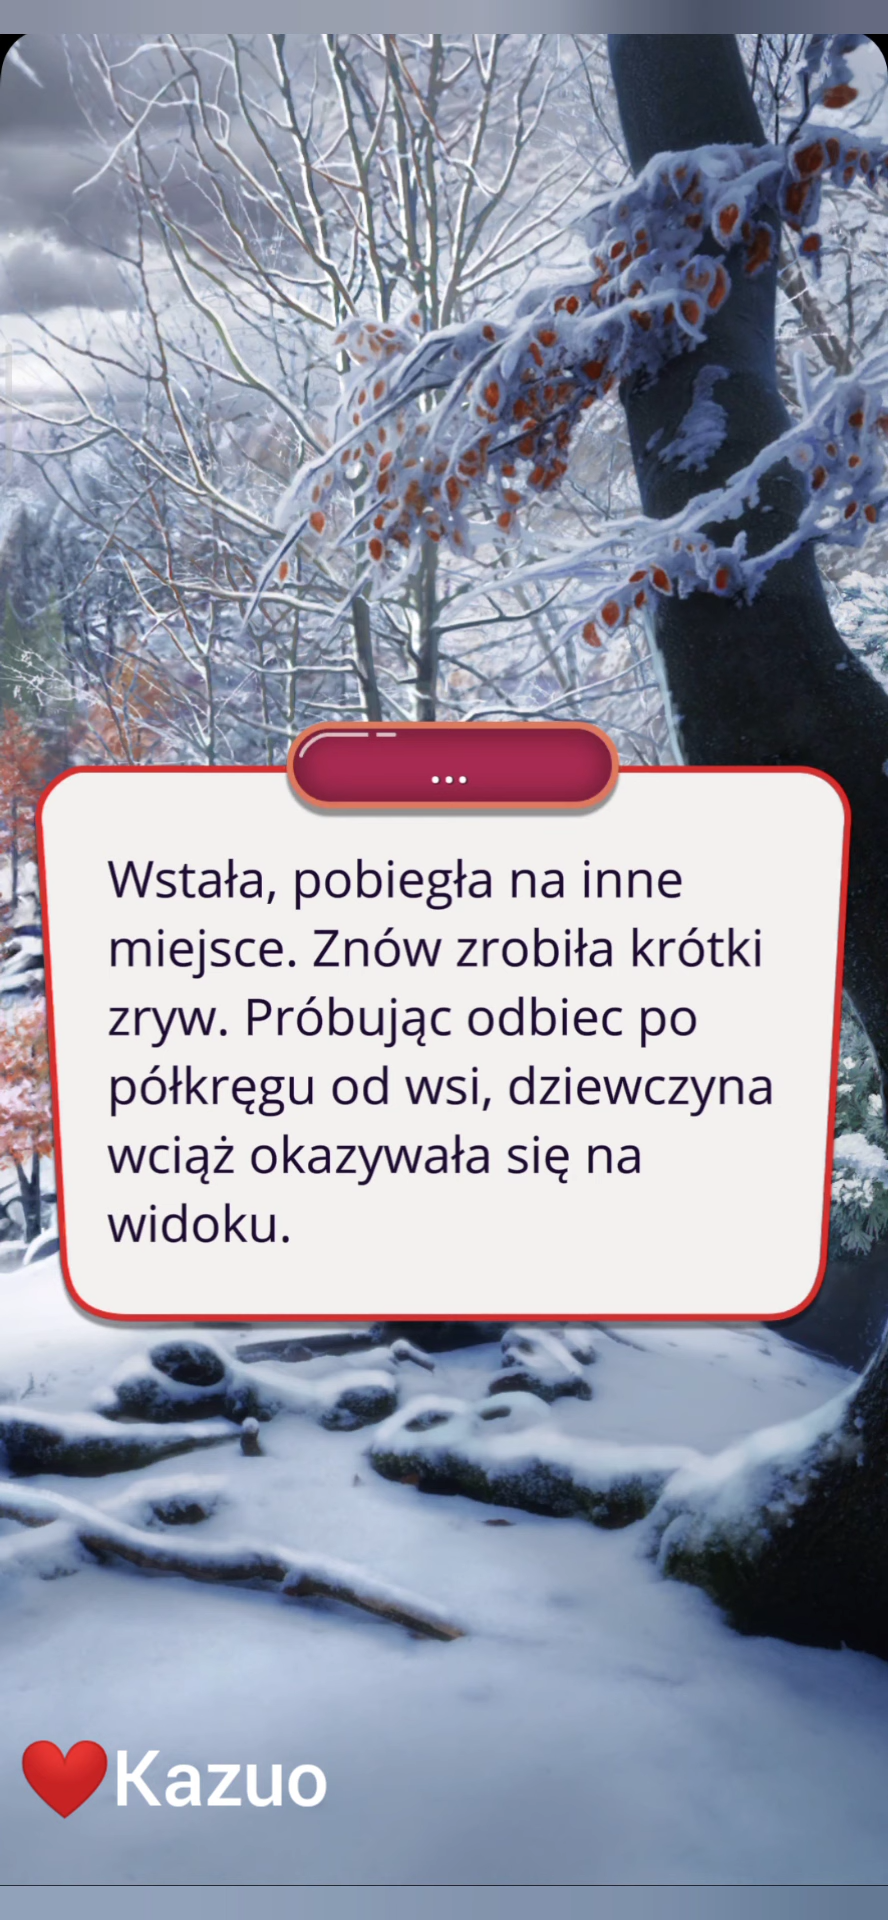 ...
Wstała, pobiegła na inne
miejsce. Znów zrobiła krótki
zryw. Próbując odbiec po
półkręgu od wsi, dziewczyna
wciąż okazywała się na
widoku.
❤️Kazuo